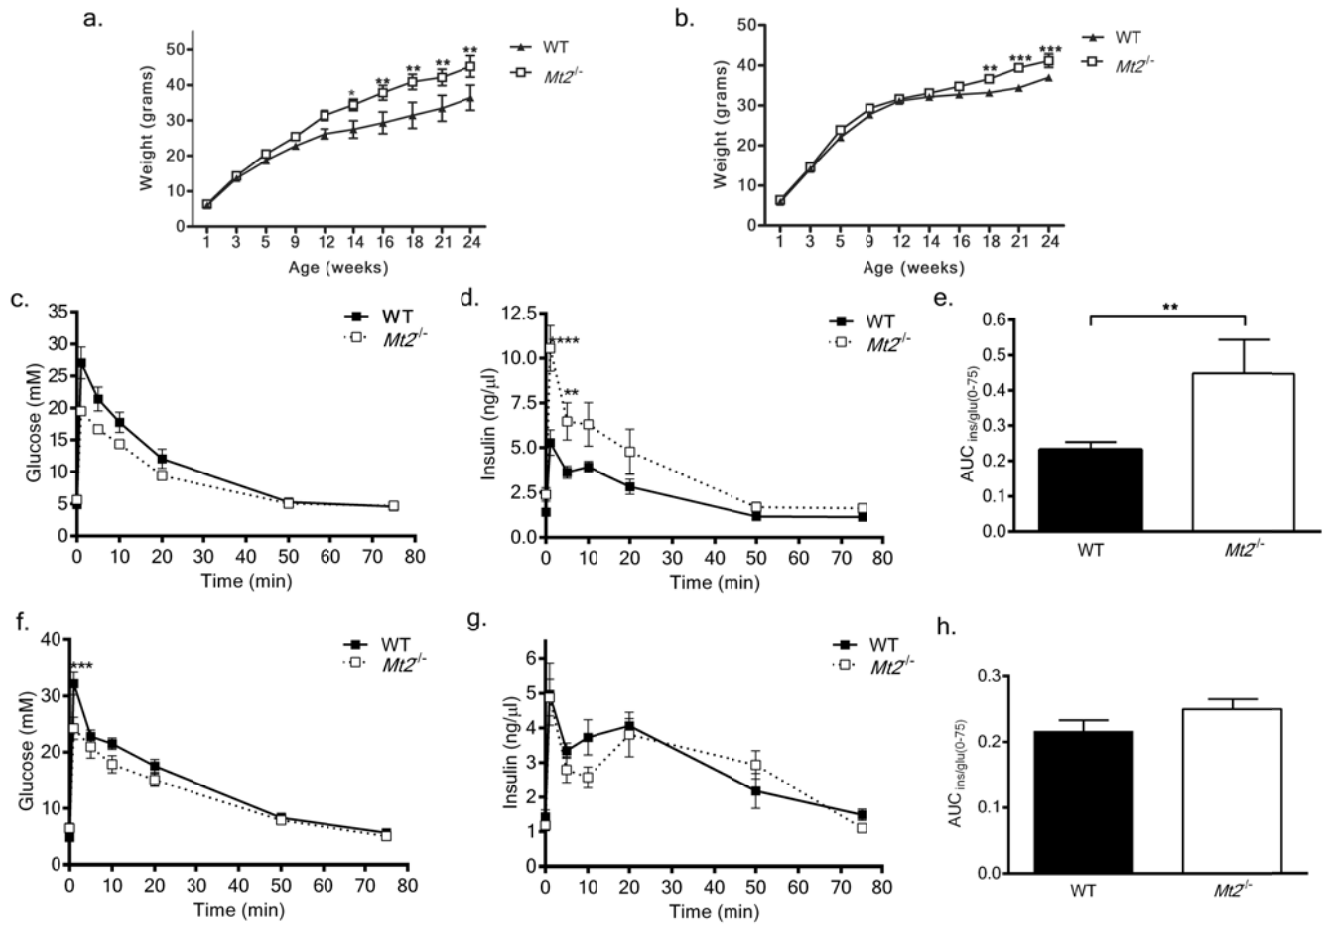 a.
WT
Mt2-/-
Weight (grams)
50
40
30
20
10
0
* ** ** ** **
1 3 5 9 12 14 16 18 21 24
Age (weeks)
b.
WT
Mt2-/-
Weight (grams)
50
40
30
20
10
0
** *** ***
1 3 5 9 12 14 16 18 21 24
Age (weeks)
c.
WT
Mt2-/-
Glucose (mM)
35
30
25
20
15
10
5
0
0 10 20 30 40 50 60 70 80
Time (min)
d.
WT
Mt2-/-
Insulin (ng/µl)
12.5
10.0
7.5
5.0
2.5
0.0
****
**
0 10 20 30 40 50 60 70 80
Time (min)
e.
**
AUC ins/glu(0-75)
0.6
0.5
0.4
0.3
0.2
0.1
0.0
WT Mt2-/-
f.
WT
Mt2-/-
Glucose (mM)
40
30
20
10
0
***
0 10 20 30 40 50 60 70 80
Time (min)
g.
WT
Mt2-/-
Insulin (ng/µl)
6
5
4
3
2
1
0
0 10 20 30 40 50 60 70 80
Time (min)
h.
AUC ins/glu(0-75)
0.3
0.2
0.1
0.0
WT Mt2-/-